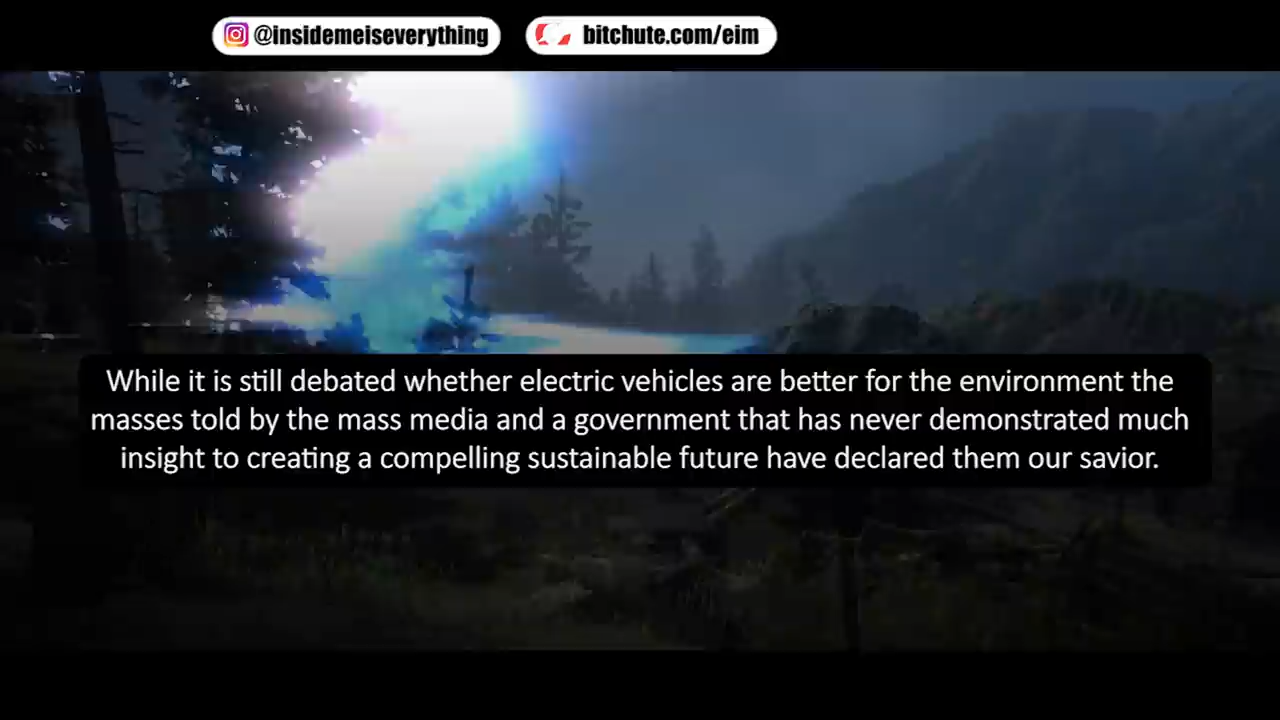 @insidemeiseverything
bitchute.com/eim
While it is still debated whether electric vehicles are better for the environment the
masses told by the mass media and a government that has never demonstrated much
insight to creating a compelling sustainable future have declared them our savior.